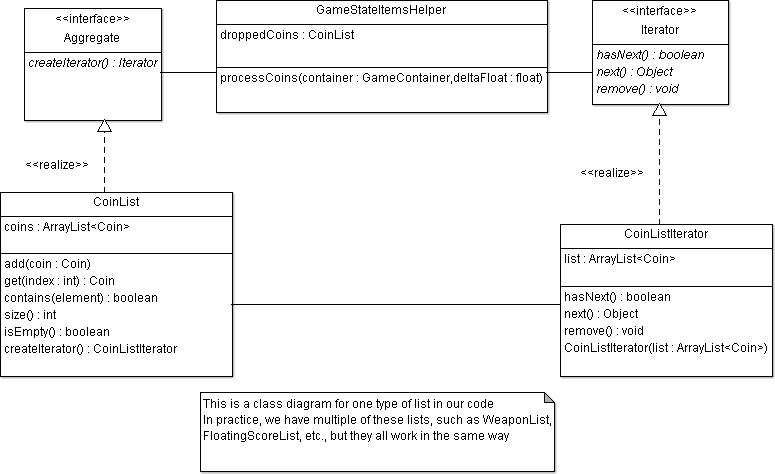 <<interface>>
Aggregate
createIterator() : Iterator
GameStateItemsHelper
droppedCoins : CoinList
processCoins(container : GameContainer,deltaFloat : float)
<<interface>>
Iterator
hasNext() : boolean
next() : Object
remove() : void
<<realize>>
<<realize>>
CoinList
coins : ArrayList<Coin>
add(coin : Coin)
get(index : int) : Coin
contains(element) : boolean
size() : int
isEmpty() : boolean
createIterator() : CoinListIterator
CoinListIterator
list : ArrayList<Coin>
hasNext() : boolean
next() : Object
remove() : void
CoinListIterator(list : ArrayList<Coin>)
This is a class diagram for one type of list in our code
In practice, we have multiple of these lists, such as WeaponList,
FloatingScoreList, etc., but they all work in the same way